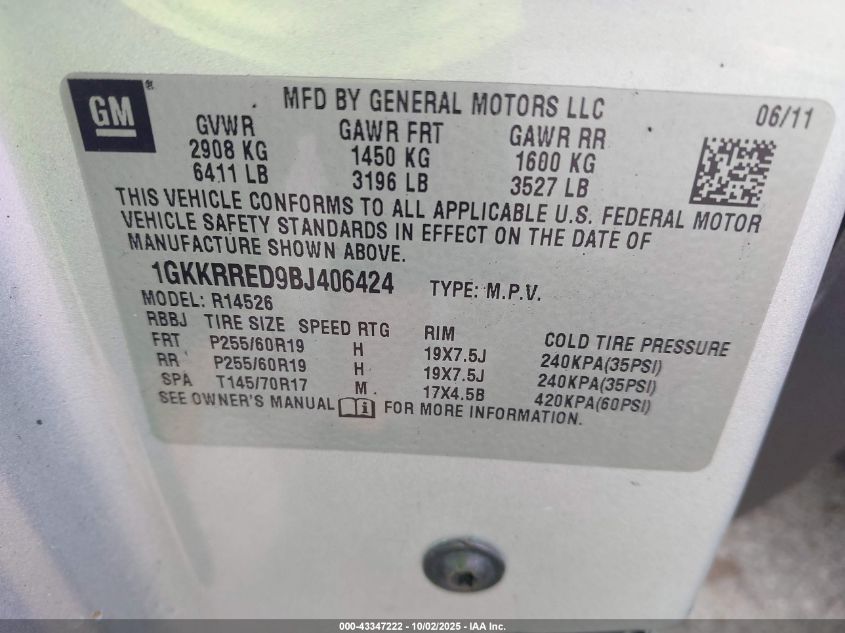 GM
®
MFD BY GENERAL MOTORS LLC
06/11
GVWR GAWR FRT GAWR RR
2908 KG 1450 KG 1600 KG
6411 LB 3196 LB 3527 LB
THIS VEHICLE CONFORMS TO ALL APPLICABLE U.S. FEDERAL MOTOR
VEHICLE SAFETY STANDARDS IN EFFECT ON THE DATE OF
MANUFACTURE SHOWN ABOVE.
1GKKRRED9BJ406424 TYPE: M.P.V.
MODEL: R14526
RBBJ TIRE SIZE SPEED RTG RIM COLD TIRE PRESSURE
FRT P255/60R19 H 19X7.5J 240KPA(35PSI)
RR P255/60R19 H 19X7.5J 240KPA(35PSI)
SPA T145/70R17 M 17X4.5B 420KPA(60PSI)
SEE OWNER'S MANUAL i FOR MORE INFORMATION.
000-43347222 - 10/02/2025 - IAA Inc.